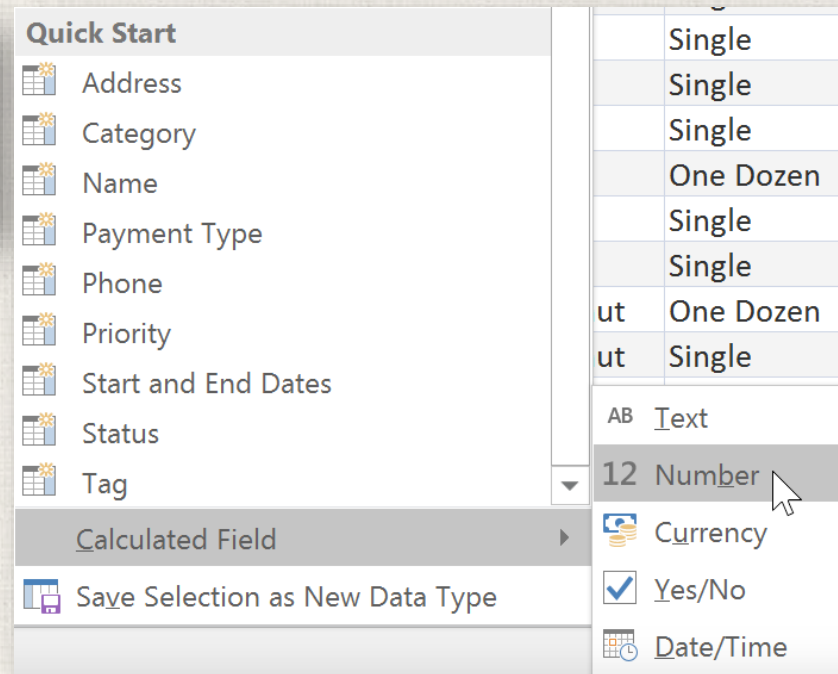 Quick Start
Address
Category
Name
Payment Type
Phone
Priority
Start and End Dates
Status
Tag
Calculated Field
Save Selection as New Data Type
Single
Single
Single
One Dozen
Single
Single
ut One Dozen
ut Single
AB Text
12 Number
Currency
Yes/No
Date/Time